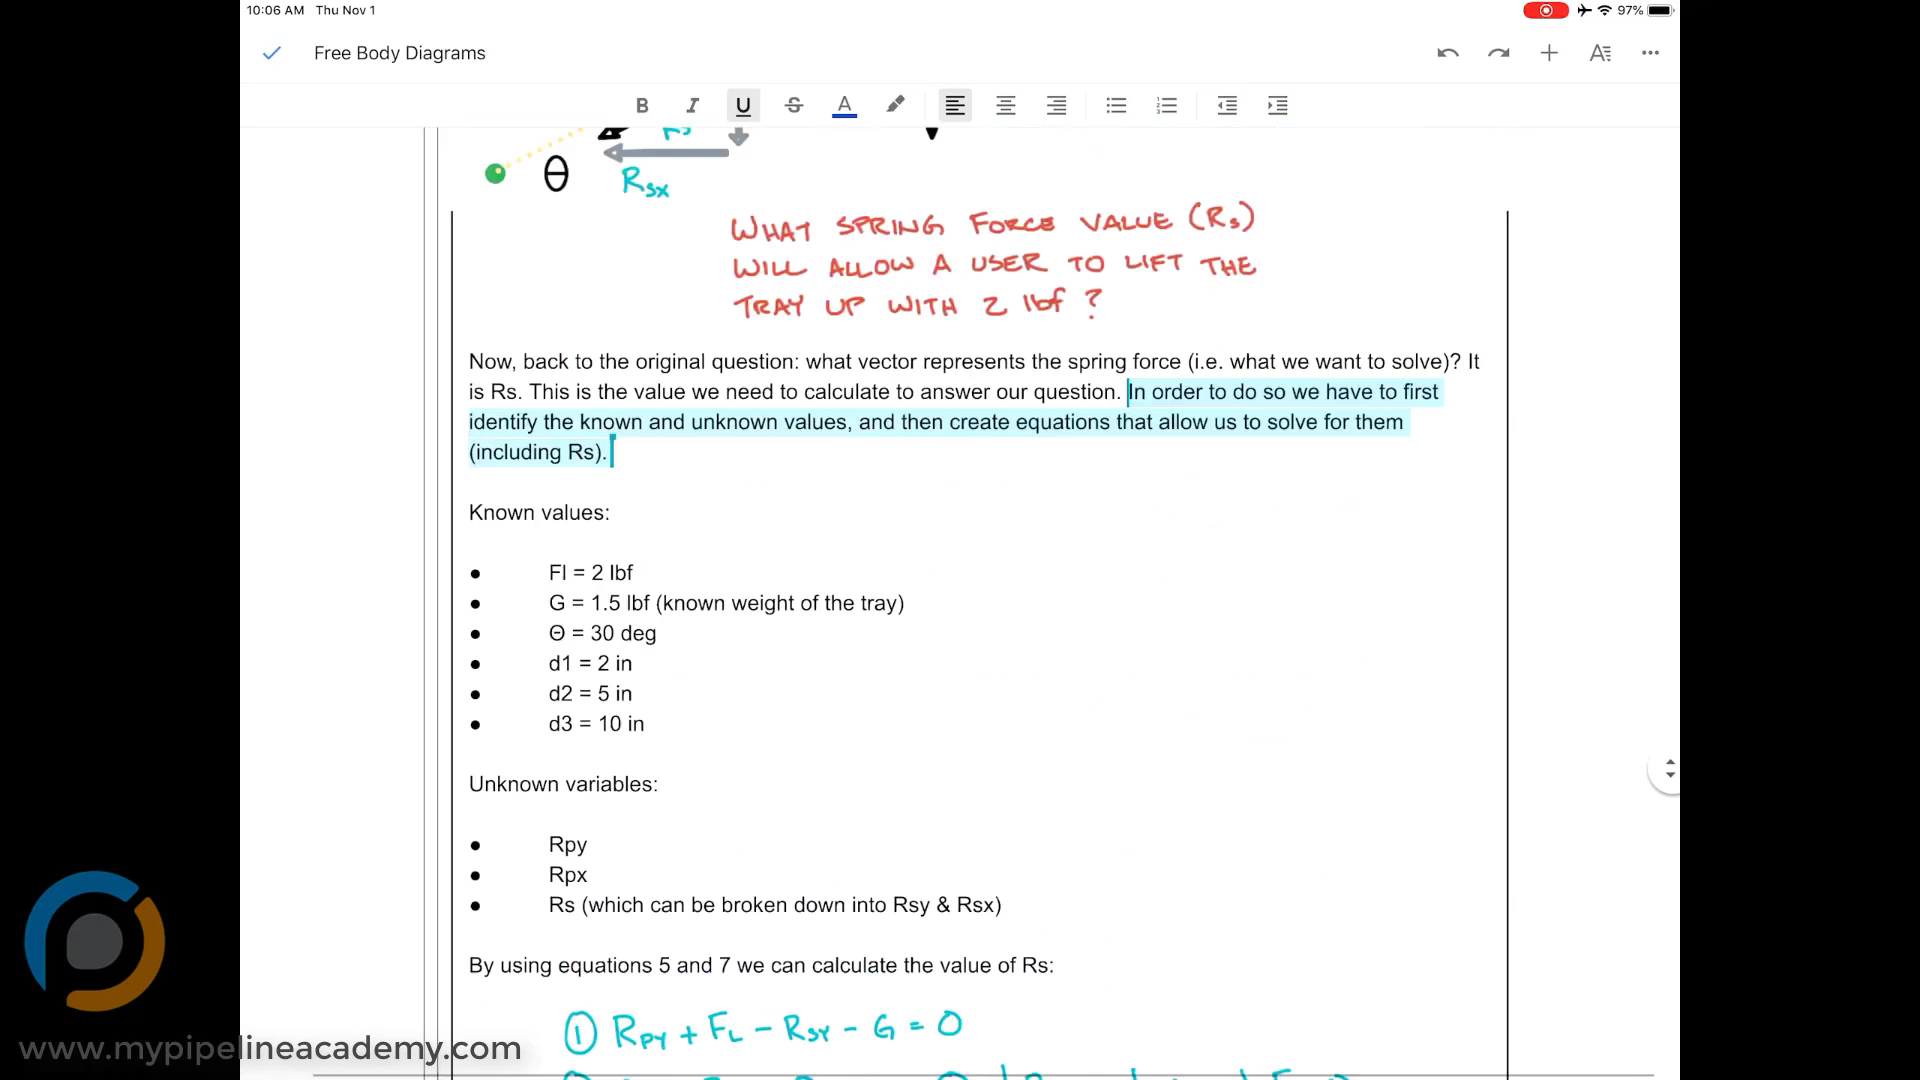 10:06 AM Thu Nov 1
97%
Free Body Diagrams
B I U S A
θ
Rsx
WHAT SPRING FORCE VALUE (Rs)
WILL ALLOW A USER TO LIFT THE
TRAY UP WITH 2 lbf ?
Now, back to the original question: what vector represents the spring force (i.e. what we want to solve)? It
is Rs. This is the value we need to calculate to answer our question. In order to do so we have to first
identify the known and unknown values, and then create equations that allow us to solve for them
(including Rs).
Known values:
● Fl = 2 lbf
● G = 1.5 lbf (known weight of the tray)
● Θ = 30 deg
● d1 = 2 in
● d2 = 5 in
● d3 = 10 in
Unknown variables:
● Rpy
● Rpx
● Rs (which can be broken down into Rsy & Rsx)
By using equations 5 and 7 we can calculate the value of Rs:
① RPY + FL - RSY - G = 0
www.mypipelineacademy.com